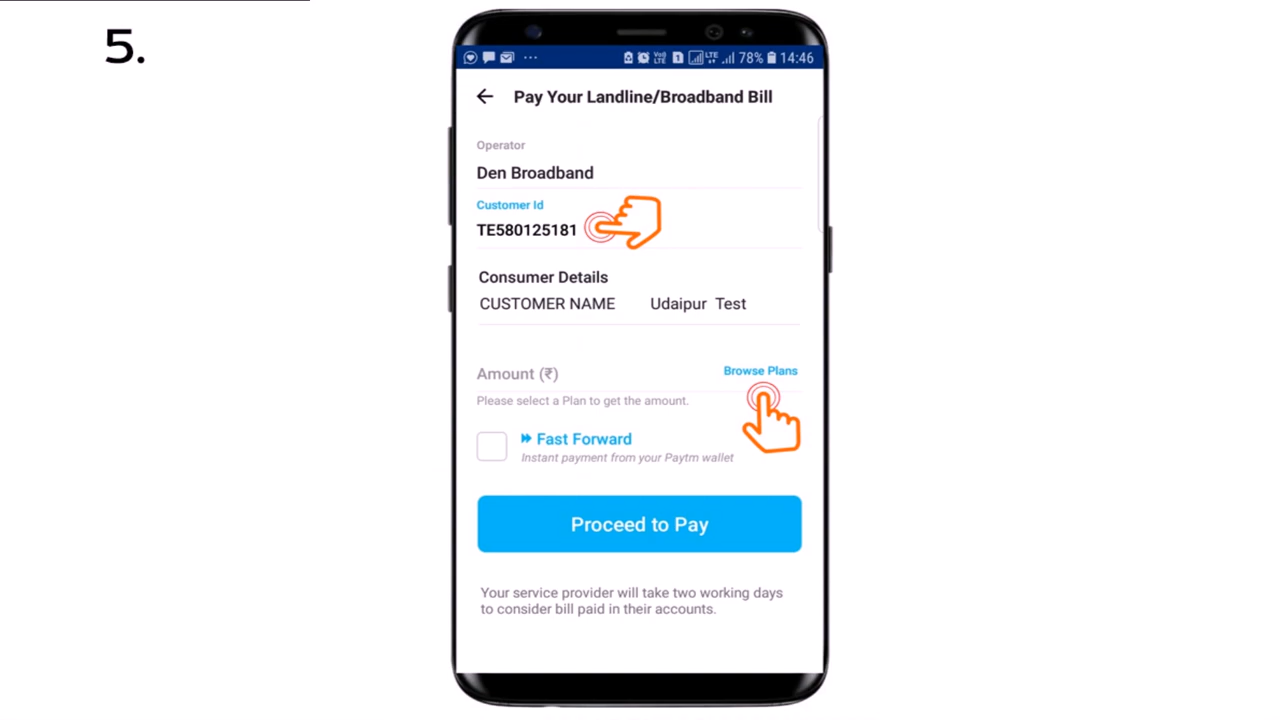 5.
78% 14:46
Pay Your Landline/Broadband Bill
Operator
Den Broadband
Customer Id
TE580125181
Consumer Details
CUSTOMER NAME Udaipur Test
Amount (₹) Browse Plans
Please select a Plan to get the amount.
Fast Forward
Instant payment from your Paytm wallet
Proceed to Pay
Your service provider will take two working days
to consider bill paid in their accounts.